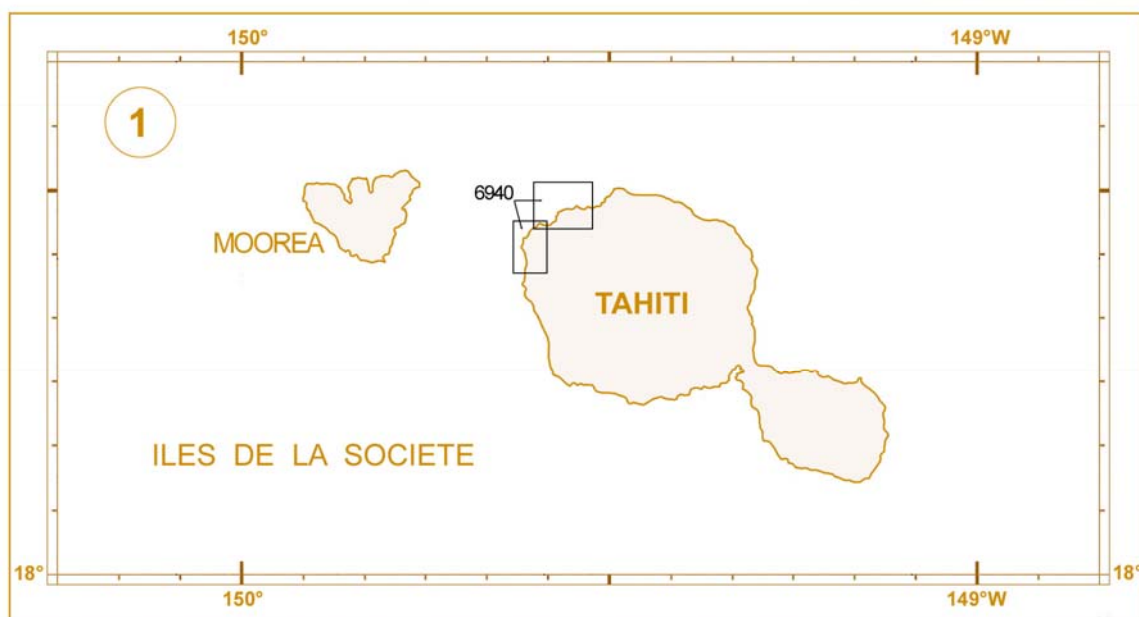 150° 149°W
1
6940
MOOREA
TAHITI
ILES DE LA SOCIETE
18° 18°
150° 149°W